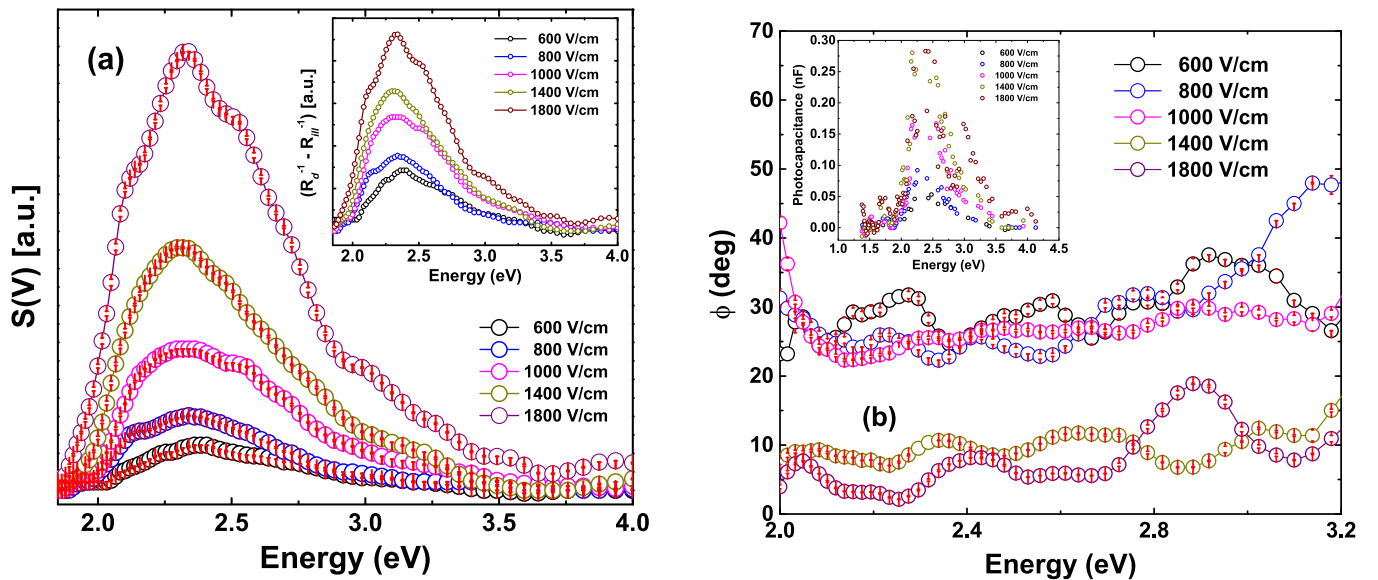 (a)
S(V) [a.u.]
600 V/cm
800 V/cm
1000 V/cm
1400 V/cm
1800 V/cm
(R_d^-1 - R_ill^-1) [a.u.]
2.0 2.5 3.0 3.5 4.0
Energy (eV)
600 V/cm
800 V/cm
1000 V/cm
1400 V/cm
1800 V/cm
2.0 2.5 3.0 3.5 4.0
Energy (eV)
ϕ (deg)
70
60
50
40
30
20
10
0
Photocapacitance (nF)
0.30
0.25
0.20
0.15
0.10
0.05
0.00
600 V/cm
800 V/cm
1000 V/cm
1400 V/cm
1800 V/cm
1.0 1.5 2.0 2.5 3.0 3.5 4.0 4.5
Energy (eV)
600 V/cm
800 V/cm
1000 V/cm
1400 V/cm
1800 V/cm
(b)
2.0 2.4 2.8 3.2
Energy (eV)